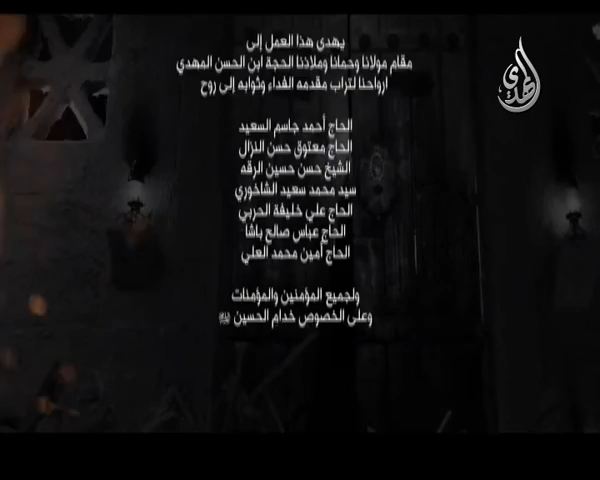 يهدى هذا العمل إلى
مقام مولانا وحمانا وملاذنا الحجة ابن الحسن المهدي
ارواحنا لتراب مقدمه الفداء وثوابه إلى روح
الحاج أحمد جاسم السعيد
الحاج معتوق حسن النزال
الشيخ حسن حسين الرقه
سيد محمد سعيد الشاخوري
الحاج علي خليفة الحربي
الحاج عباس صالح باشا
الحاج أمين محمد العلي
ولجميع المؤمنين والمؤمنات
وعلى الخصوص خدام الحسين
المهدي